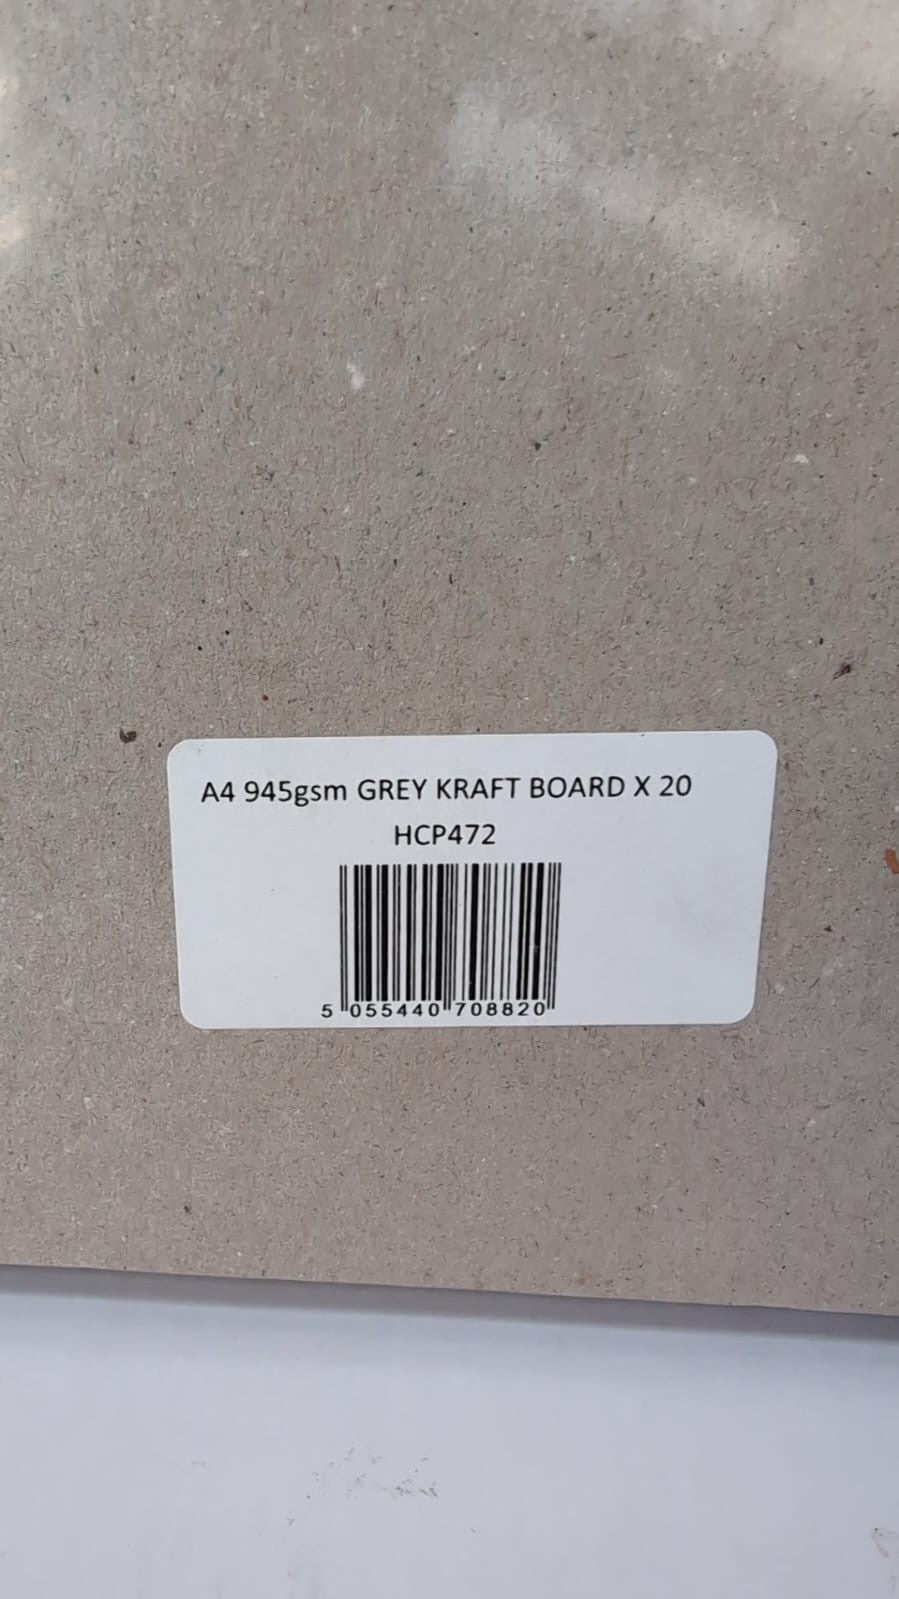 A4 945gsm GREY KRAFT BOARD X 20
HCP472
5 055440 708820